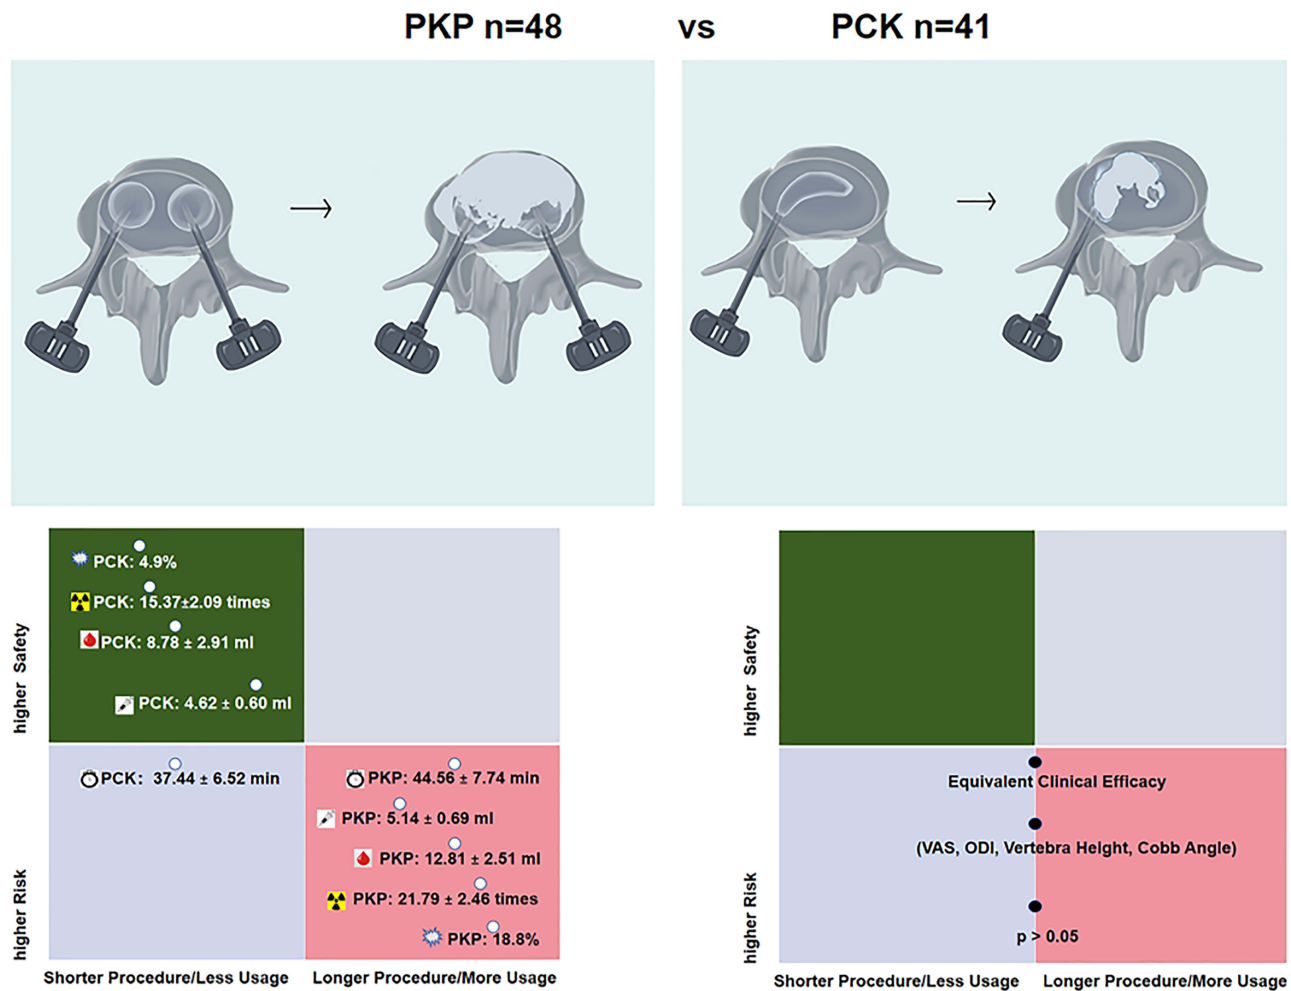 PKP n=48 vs PCK n=41
higher Safety
higher Risk
PCK: 4.9%
PCK: 15.37±2.09 times
PCK: 8.78 ± 2.91 ml
PCK: 4.62 ± 0.60 ml
PCK: 37.44 ± 6.52 min
PKP: 44.56 ± 7.74 min
PKP: 5.14 ± 0.69 ml
PKP: 12.81 ± 2.51 ml
PKP: 21.79 ± 2.46 times
PKP: 18.8%
Shorter Procedure/Less Usage
Longer Procedure/More Usage
higher Safety
higher Risk
Equivalent Clinical Efficacy
(VAS, ODI, Vertebra Height, Cobb Angle)
p > 0.05
Shorter Procedure/Less Usage
Longer Procedure/More Usage